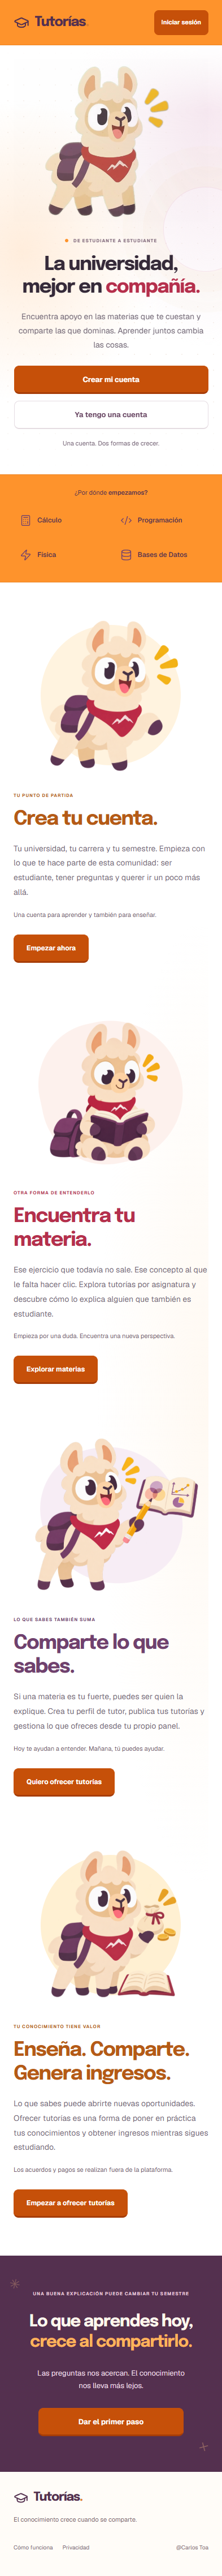 Tutorías.
Iniciar sesión
DE ESTUDIANTE A ESTUDIANTE
La universidad,
mejor en compañía.
Encuentra apoyo en las materias que te cuestan y
comparte las que dominas. Aprender juntos cambia
las cosas.
Crear mi cuenta
Ya tengo una cuenta
Una cuenta. Dos formas de crecer.
¿Por dónde empezamos?
Cálculo
Programación
Física
Bases de Datos
TU PUNTO DE PARTIDA
Crea tu cuenta.
Tu universidad, tu carrera y tu semestre. Empieza con
lo que te hace parte de esta comunidad: ser
estudiante, tener preguntas y querer ir un poco más
allá.
Una cuenta para aprender y también para enseñar.
Empezar ahora
OTRA FORMA DE ENTENDERLO
Encuentra tu
materia.
Ese ejercicio que todavía no sale. Ese concepto al que
le falta hacer clic. Explora tutorías por asignatura y
descubre cómo lo explica alguien que también es
estudiante.
Empieza por una duda. Encuentra una nueva perspectiva.
Explorar materias
LO QUE SABES TAMBIÉN SUMA
Comparte lo que
sabes.
Si una materia es tu fuerte, puedes ser quien la
explique. Crea tu perfil de tutor, publica tus tutorías y
gestiona lo que ofreces desde tu propio panel.
Hoy te ayudan a entender. Mañana, tú puedes ayudar.
Quiero ofrecer tutorías
TU CONOCIMIENTO TIENE VALOR
Enseña. Comparte.
Genera ingresos.
Lo que sabes puede abrirte nuevas oportunidades.
Ofrecer tutorías es una forma de poner en práctica
tus conocimientos y obtener ingresos mientras sigues
estudiando.
Los acuerdos y pagos se realizan fuera de la plataforma.
Empezar a ofrecer tutorías
UNA BUENA EXPLICACIÓN PUEDE CAMBIAR TU SEMESTRE
Lo que aprendes hoy,
crece al compartirlo.
Las preguntas nos acercan. El conocimiento
nos lleva más lejos.
Dar el primer paso
Tutorías.
El conocimiento crece cuando se comparte.
Cómo funciona
Privacidad
@Carlos Toa